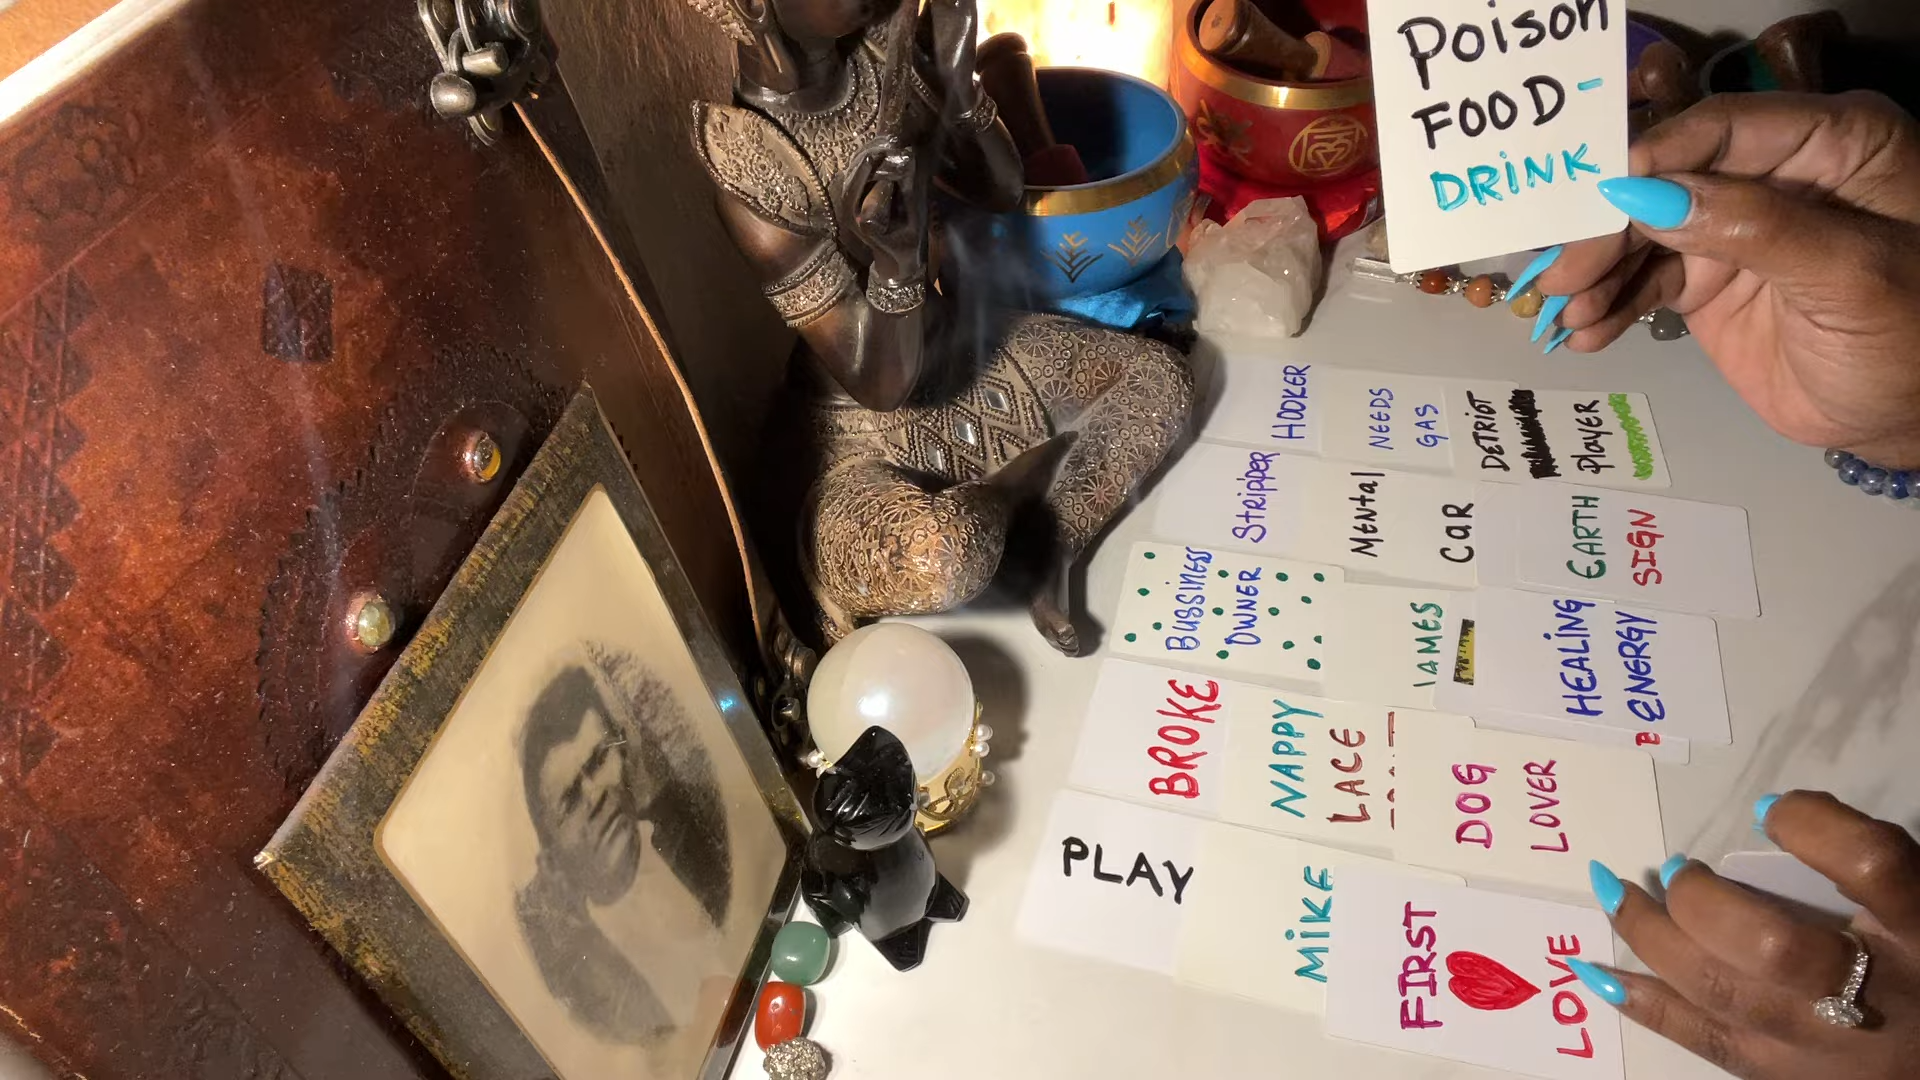 Poison
FOOD-
DRINK
HOOKER
NEEDS
GAS
DETRIOT
Player
Stripper
MENtal
CaR
EARTH
SIGN
BUSSINESS
OWNER
HEALING
ENERGY
BROKE
NAPPY
LACE
DOG
LOVER
PLAY
MIKE
FIRST
LOVE